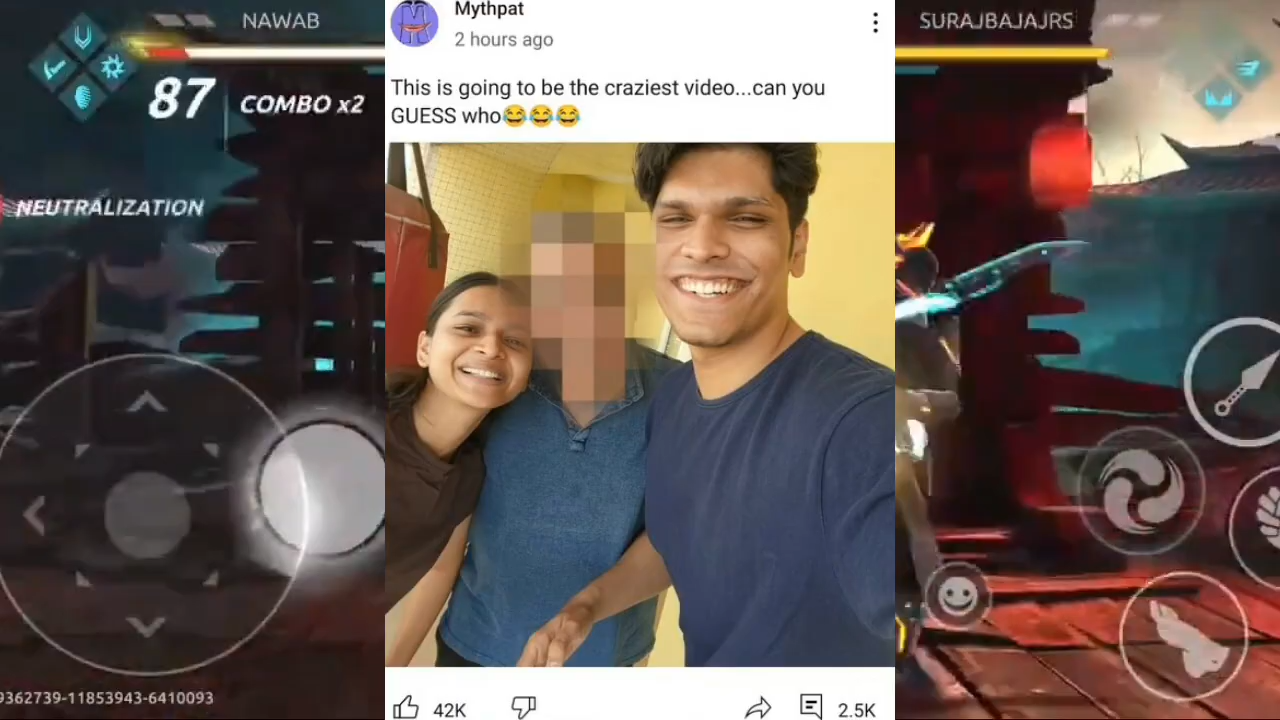 NAWAB
87 COMBO x2
NEUTRALIZATION
9362739-11853943-6410093
Mythpat
2 hours ago
This is going to be the craziest video...can you
GUESS who😂😂😂
42K
2.5K
SURAJBAJAJRS